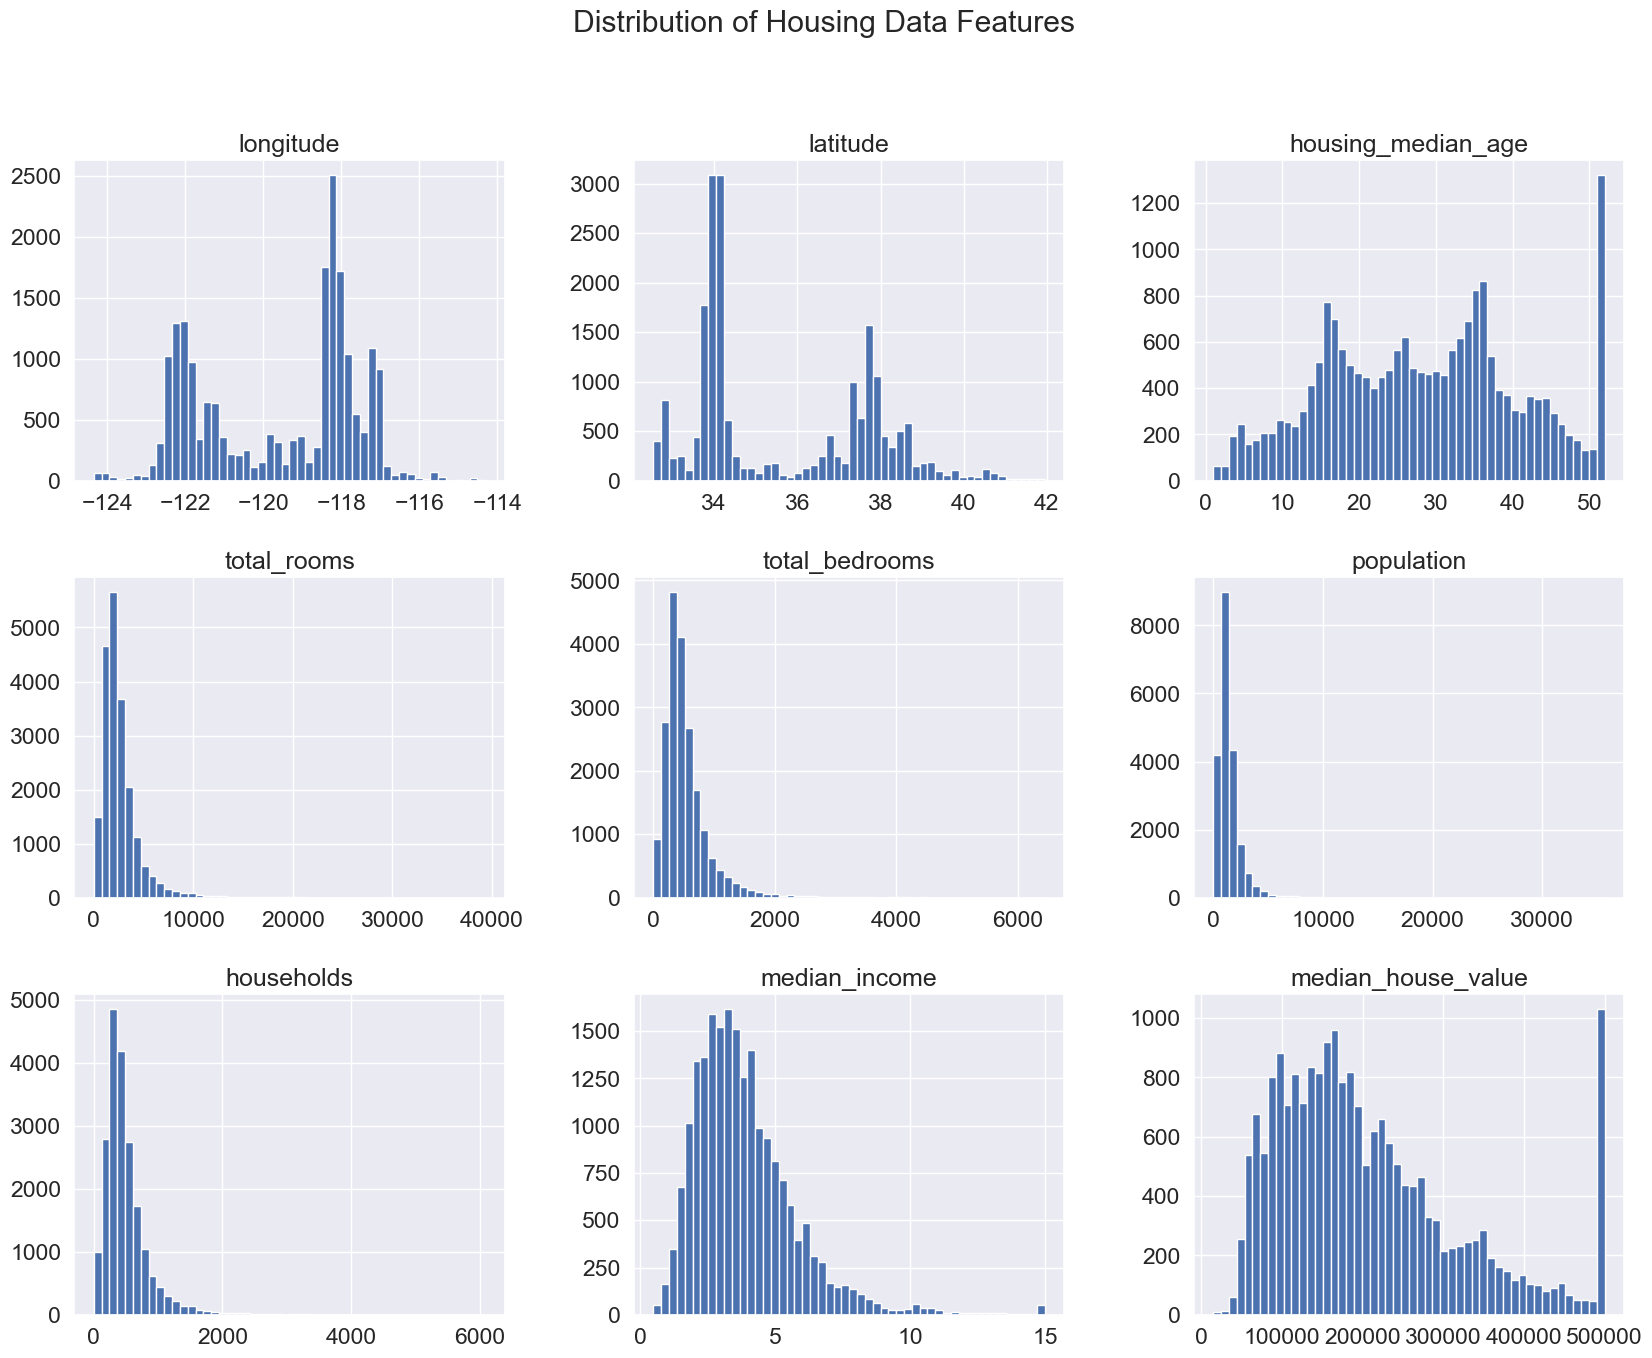 Distribution of Housing Data Features
longitude
2500
2000
1500
1000
500
0
−124 −122 −120 −118 −116 −114
latitude
3000
2500
2000
1500
1000
500
0
34 36 38 40 42
housing_median_age
1200
1000
800
600
400
200
0
0 10 20 30 40 50
total_rooms
5000
4000
3000
2000
1000
0
0 10000 20000 30000 40000
total_bedrooms
5000
4000
3000
2000
1000
0
0 2000 4000 6000
population
8000
6000
4000
2000
0
0 10000 20000 30000
households
5000
4000
3000
2000
1000
0
0 2000 4000 6000
median_income
1500
1250
1000
750
500
250
0
0 5 10 15
median_house_value
1000
800
600
400
200
0
0 100000 200000 300000 400000 500000